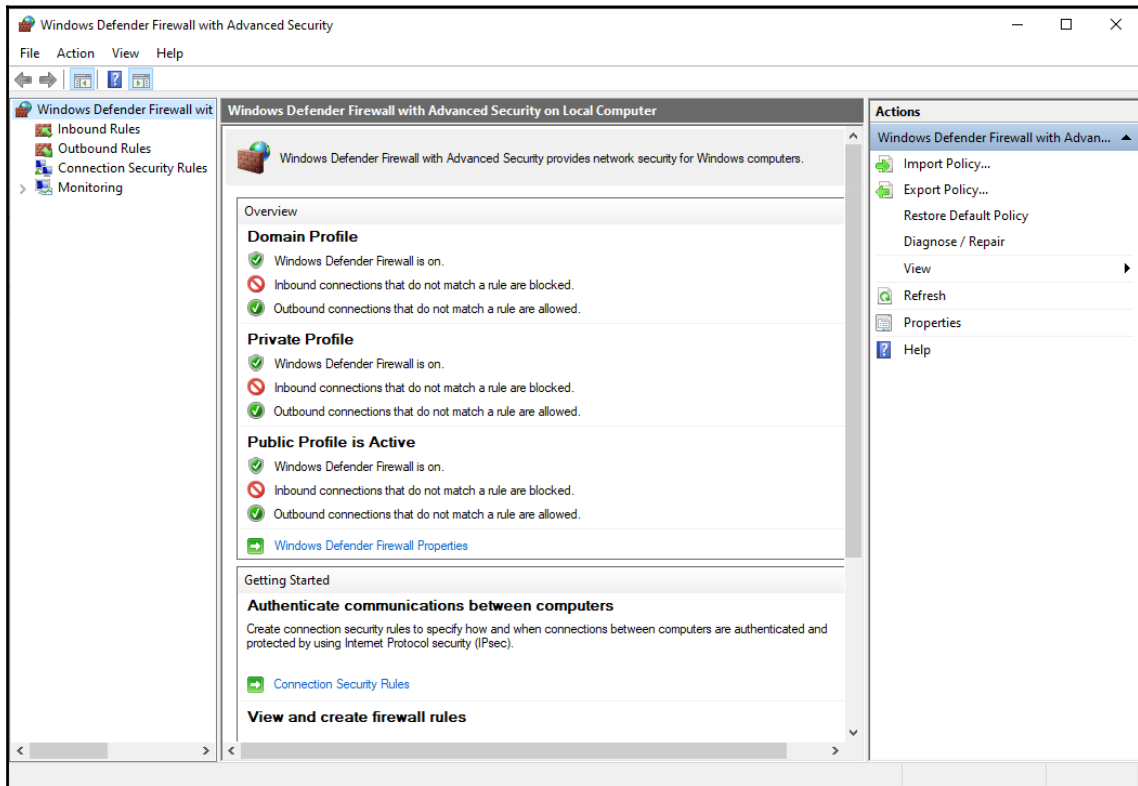 Windows Defender Firewall with Advanced Security
File Action View Help
Windows Defender Firewall wit
Inbound Rules
Outbound Rules
Connection Security Rules
Monitoring
Windows Defender Firewall with Advanced Security on Local Computer
Windows Defender Firewall with Advanced Security provides network security for Windows computers.
Overview
Domain Profile
Windows Defender Firewall is on.
Inbound connections that do not match a rule are blocked.
Outbound connections that do not match a rule are allowed.
Private Profile
Windows Defender Firewall is on.
Inbound connections that do not match a rule are blocked.
Outbound connections that do not match a rule are allowed.
Public Profile is Active
Windows Defender Firewall is on.
Inbound connections that do not match a rule are blocked.
Outbound connections that do not match a rule are allowed.
Windows Defender Firewall Properties
Getting Started
Authenticate communications between computers
Create connection security rules to specify how and when connections between computers are authenticated and
protected by using Internet Protocol security (IPsec).
Connection Security Rules
View and create firewall rules
Actions
Windows Defender Firewall with Advan...
Import Policy...
Export Policy...
Restore Default Policy
Diagnose / Repair
View
Refresh
Properties
Help